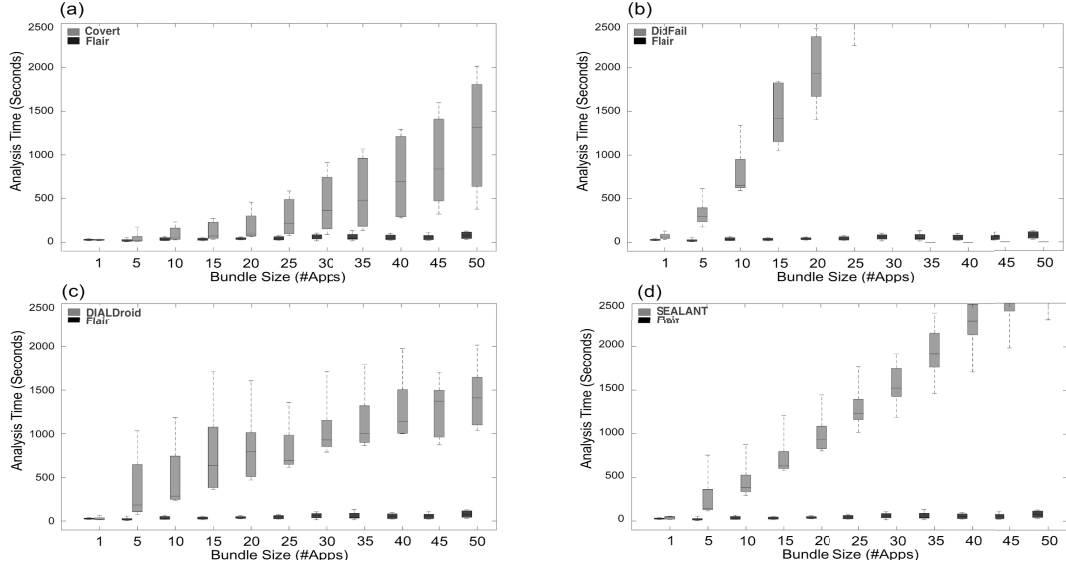 (a)
2500
2000
1500
1000
500
0
Analysis Time (Seconds)
Covert
Flair
1 5 10 15 20 25 30 35 40 45 50
Bundle Size (#Apps)
(b)
2500
2000
1500
1000
500
0
Analysis Time (Seconds)
DidFail
Flair
1 5 10 15 20 25 30 35 40 45 50
Bundle Size (#Apps)
(c)
2500
2000
1500
1000
500
0
Analysis Time (Seconds)
DIALDroid
Flair
1 5 10 15 20 25 30 35 40 45 50
Bundle Size (#Apps)
(d)
2500
2000
1500
1000
500
0
Analysis Time (Seconds)
SEALANT
Flair
1 5 10 15 20 25 30 35 40 45 50
Bundle Size (#Apps)